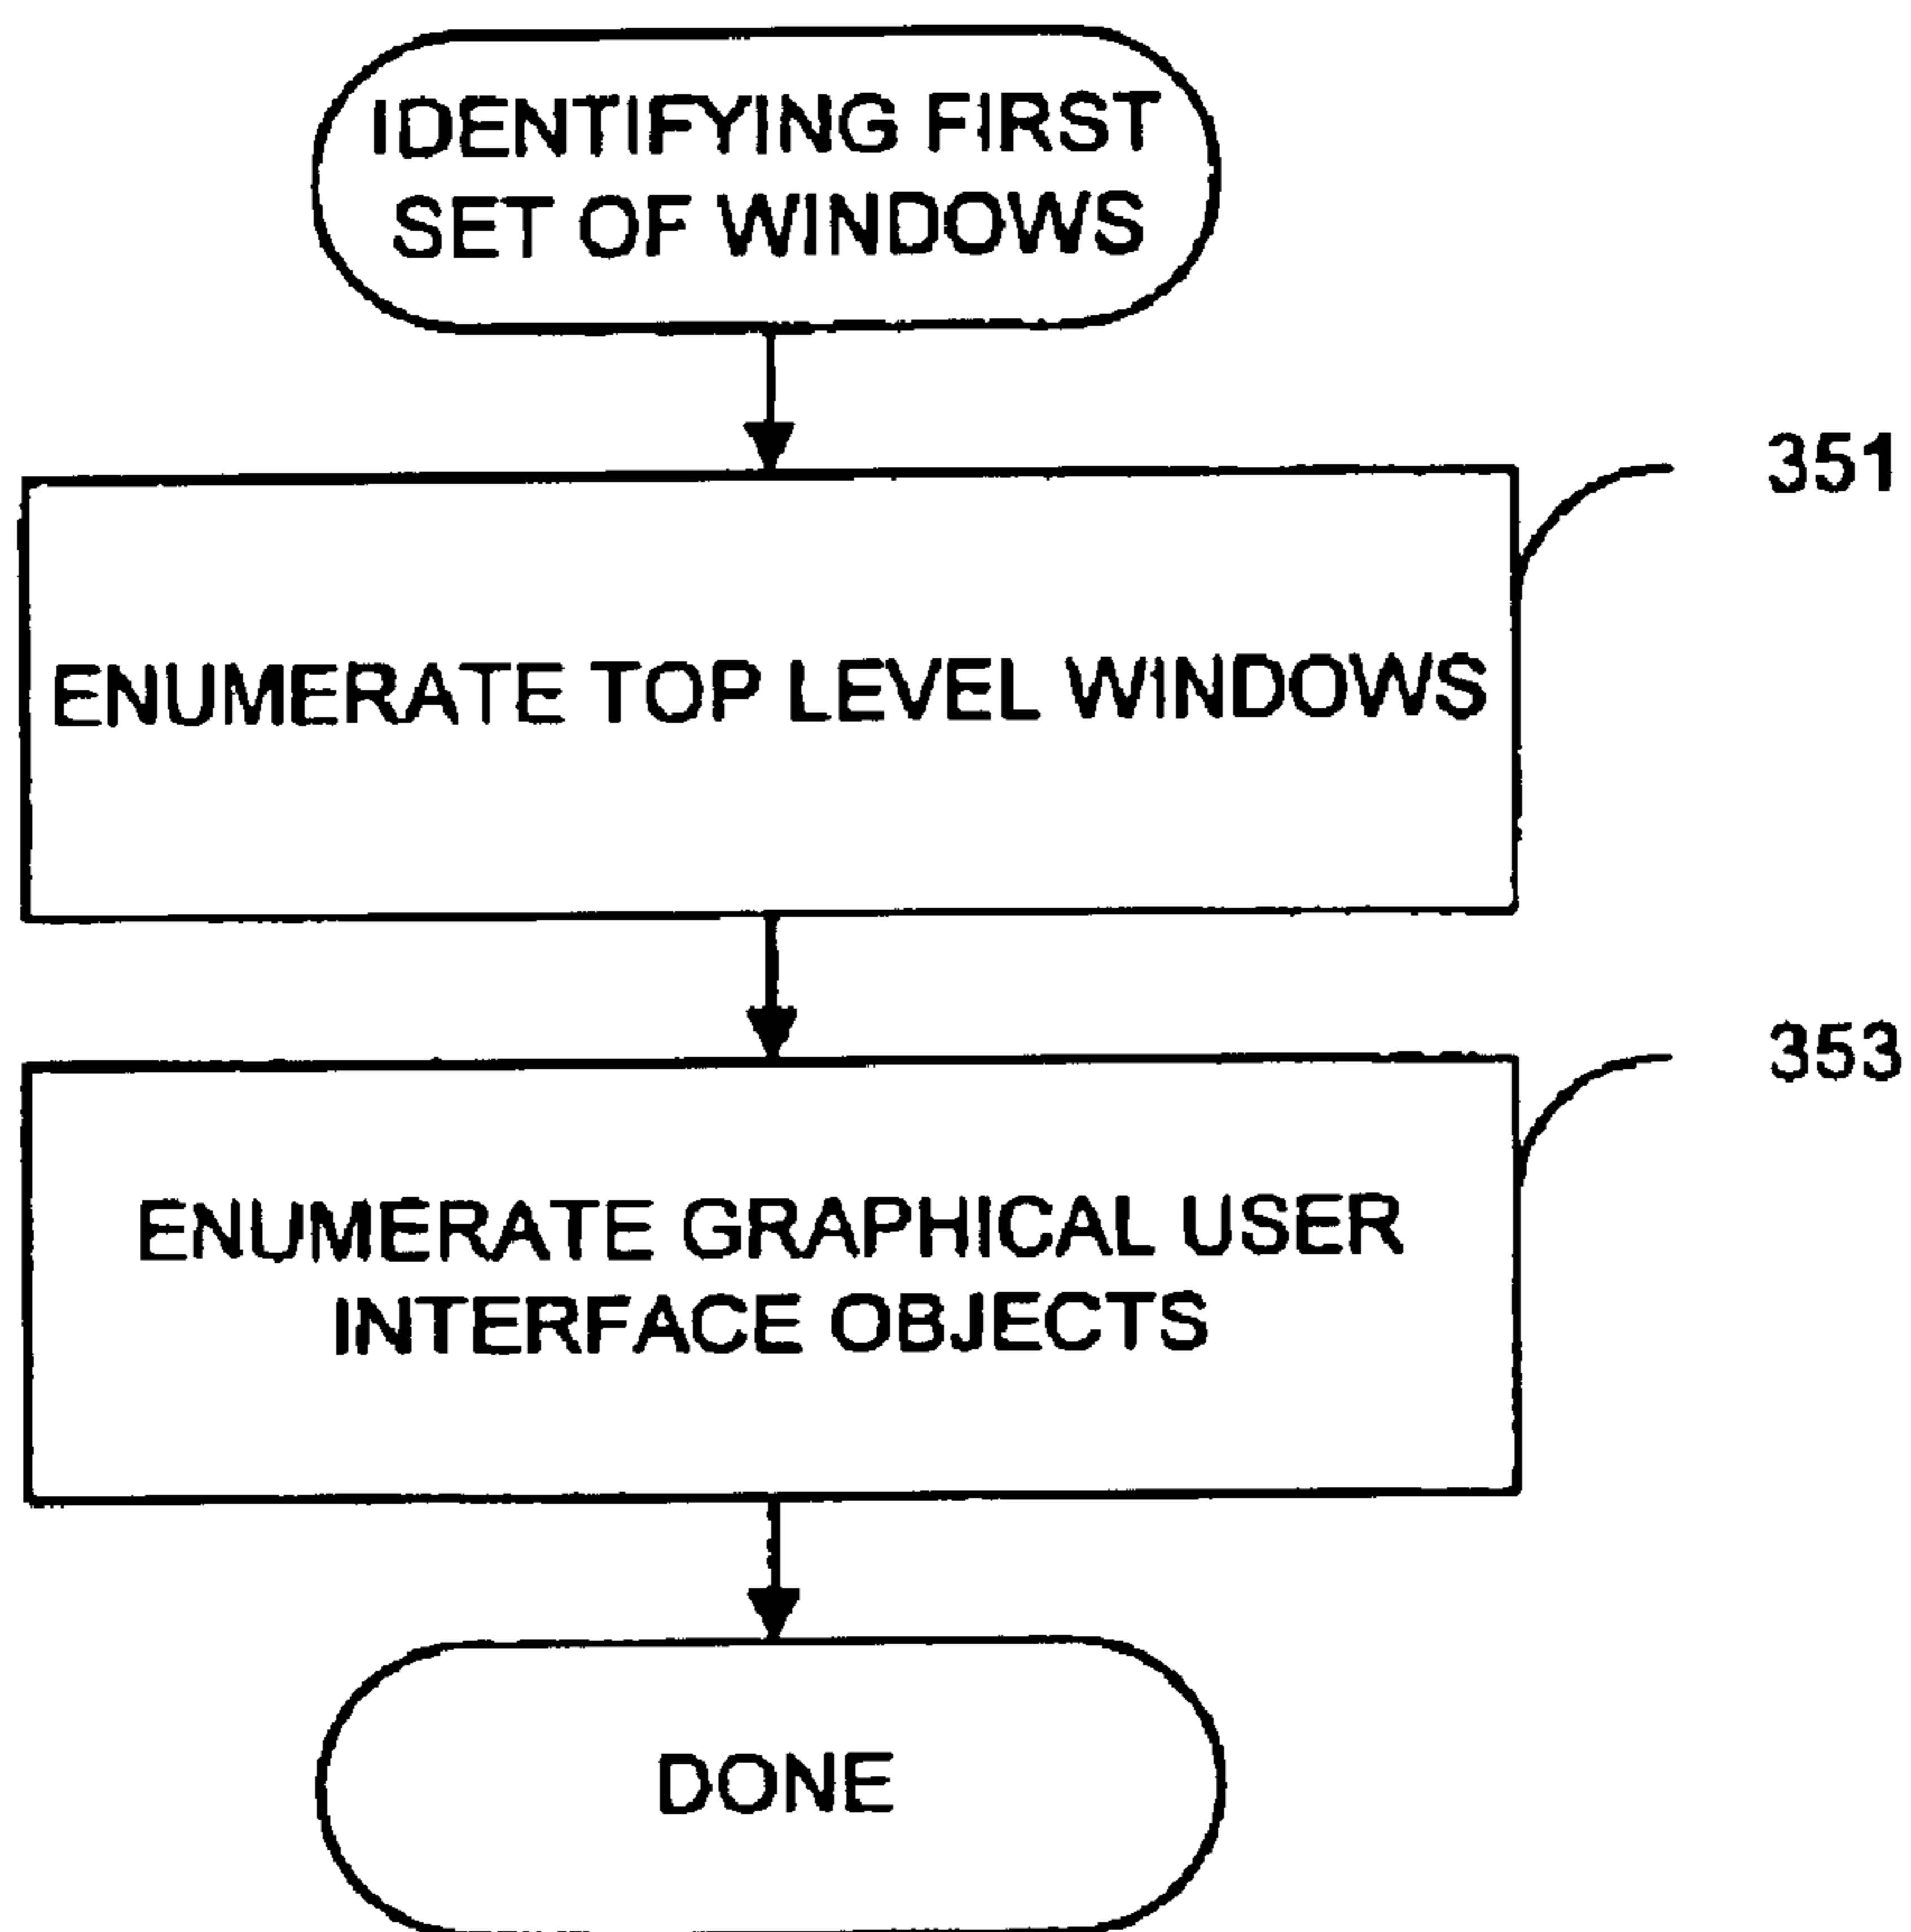 IDENTIFYING FIRST
SET OF WINDOWS
351
ENUMERATE TOP LEVEL WINDOWS
353
ENUMERATE GRAPHICAL USER
INTERFACE OBJECTS
DONE